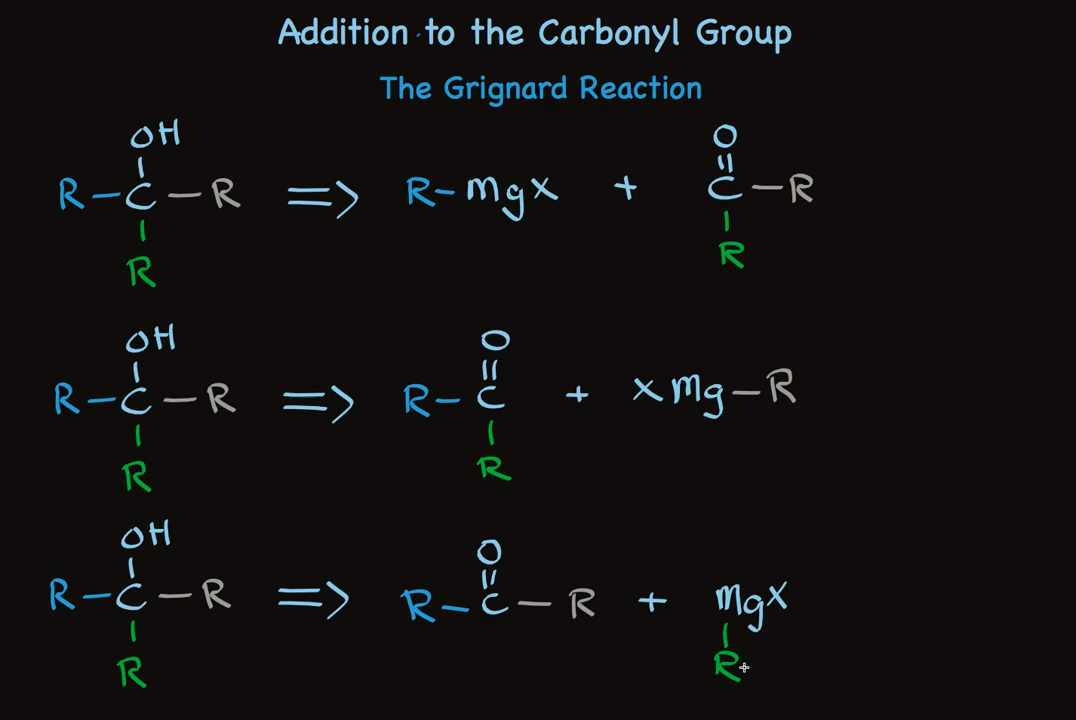 Addition to the Carbonyl Group
The Grignard Reaction
OH
R-C-R => R-MgX + C-R
O
R
R
OH
R-C-R => R-C + XMg-R
O
R
R
OH
R-C-R => R-C-R + MgX
O
R
R